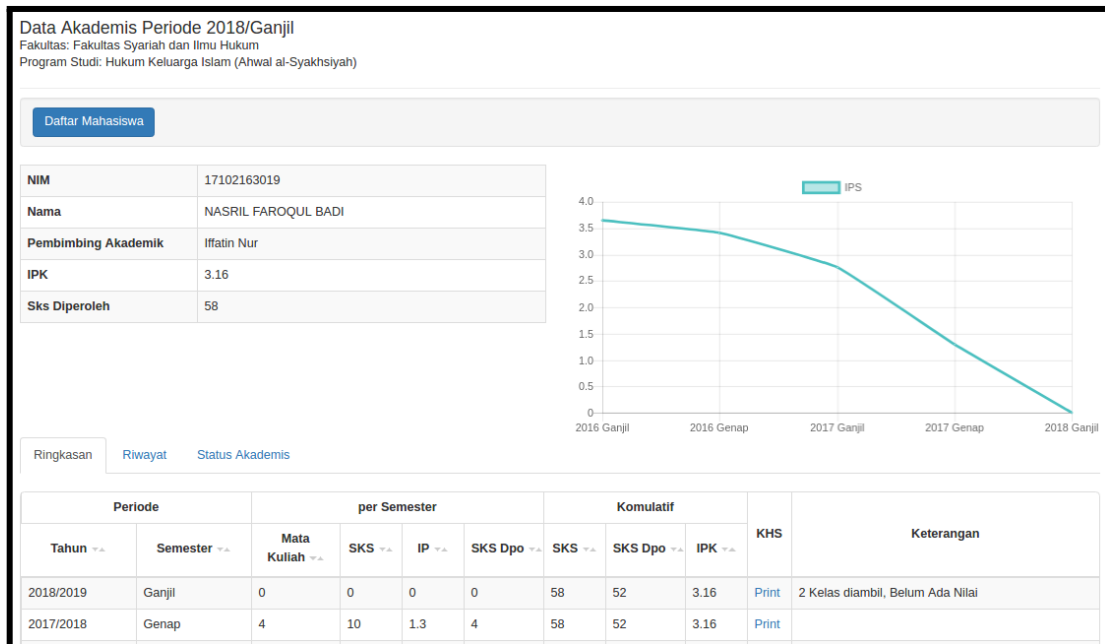 Data Akademis Periode 2018/Ganjil
Fakultas: Fakultas Syariah dan Ilmu Hukum
Program Studi: Hukum Keluarga Islam (Ahwal al-Syakhsiyah)
Daftar Mahasiswa
NIM 17102163019
Nama NASRIL FAROQUL BADI
Pembimbing Akademik Iffatin Nur
IPK 3.16
Sks Diperoleh 58
IPS
4.0
3.5
3.0
2.5
2.0
1.5
1.0
0.5
0
2016 Ganjil 2016 Genap 2017 Ganjil 2017 Genap 2018 Ganjil
Ringkasan Riwayat Status Akademis
Periode per Semester Komulatif KHS Keterangan
Tahun Semester Mata Kuliah SKS IP SKS Dpo SKS SKS Dpo IPK
2018/2019 Ganjil 0 0 0 0 58 52 3.16 Print 2 Kelas diambil, Belum Ada Nilai
2017/2018 Genap 4 10 1.3 4 58 52 3.16 Print